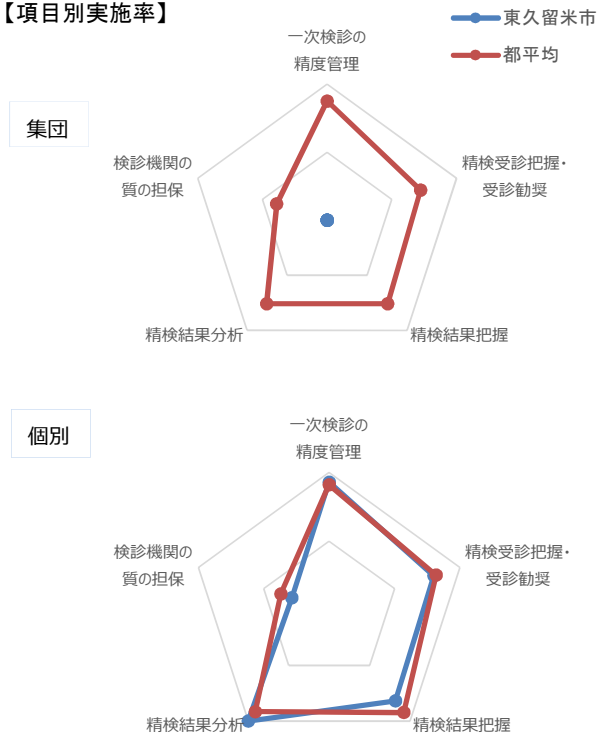 【項目別実施率】
東久留米市
都平均
集団
一次検診の
精度管理
検診機関の
質の担保
精検受診把握・
受診勧奨
精検結果分析
精検結果把握
個別
一次検診の
精度管理
検診機関の
質の担保
精検受診把握・
受診勧奨
精検結果分析
精検結果把握